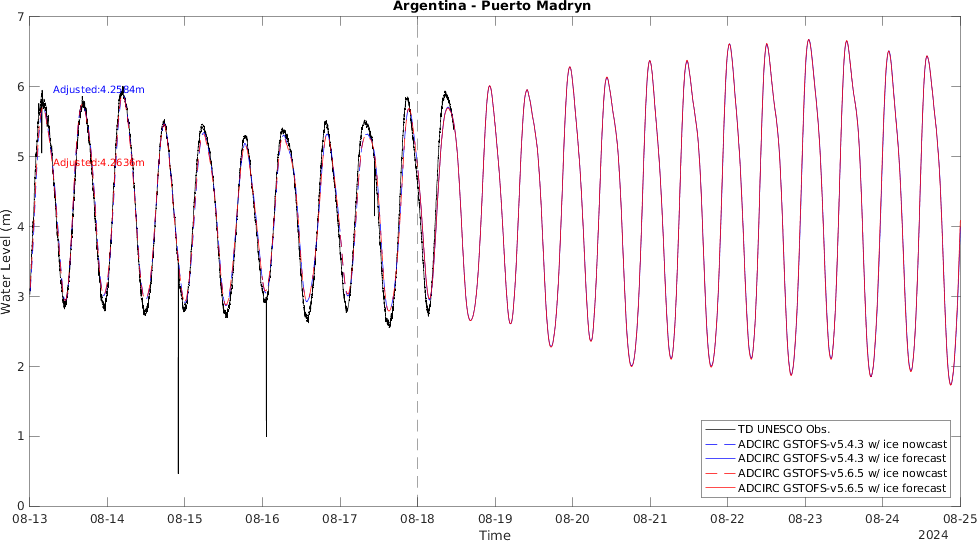 Argentina - Puerto Madryn
Water Level (m)
7
6
5
4
3
2
1
0
Adjusted:4.2584m
Adjusted:4.2636m
TD UNESCO Obs.
ADCIRC GSTOFS-v5.4.3 w/ ice nowcast
ADCIRC GSTOFS-v5.4.3 w/ ice forecast
ADCIRC GSTOFS-v5.6.5 w/ ice nowcast
ADCIRC GSTOFS-v5.6.5 w/ ice forecast
08-13 08-14 08-15 08-16 08-17 08-18 08-19 08-20 08-21 08-22 08-23 08-24 08-25
Time
2024